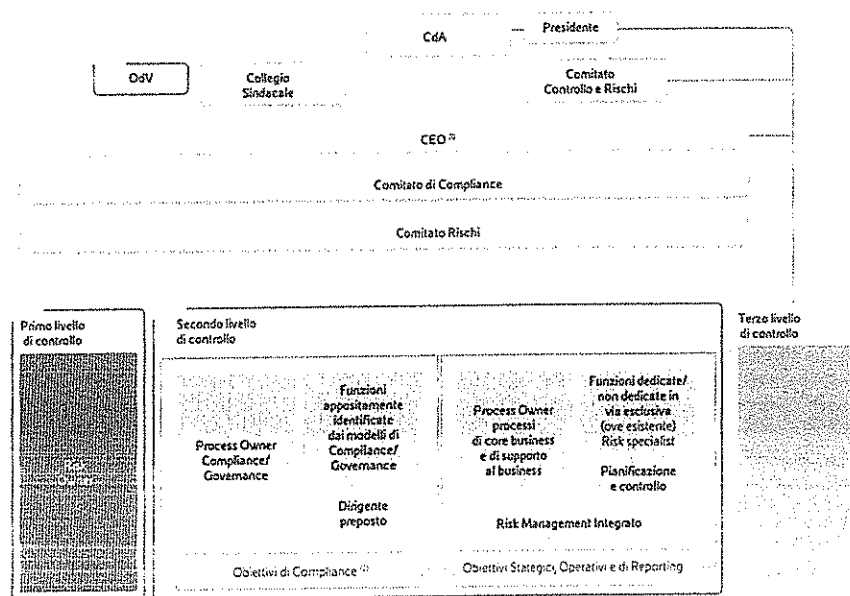 CdA
Presidente
OdV
Collegio
Sindacale
Comitato
Controllo e Rischi
CEO
Comitato di Compliance
Comitato Rischi
Primo livello
di controllo
Secondo livello
di controllo
Terzo livello
di controllo
Process Owner
Compliance/
Governance
Funzioni
appositamente
identificate
dai modelli di
Compliance/
Governance
Dirigente
preposto
Process Owner
processi
di core business
e di supporto
al business
Funzioni dedicate/
non dedicate in
via esclusiva
(ove esistente)
Risk specialist
Pianificazione
e controllo
Risk Management Integrato
Obiettivi di Compliance
Obiettivi Stategici, Operativi e di Reporting